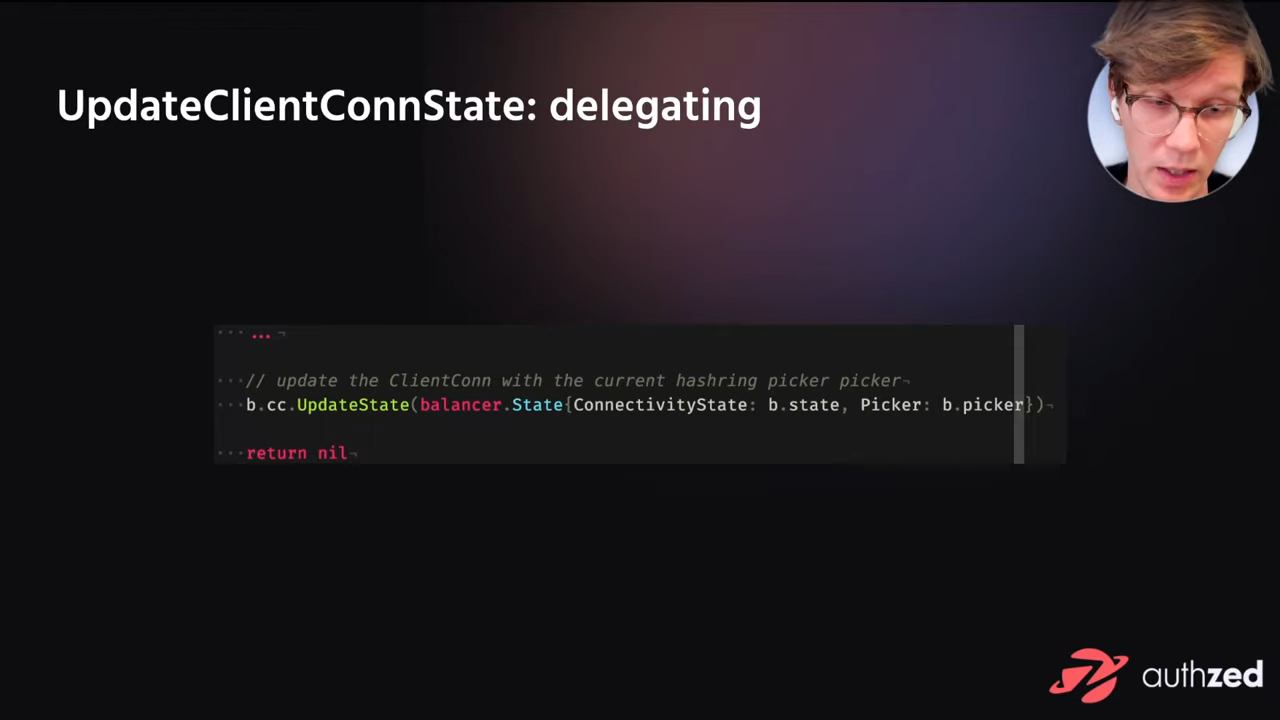 UpdateClientConnState: delegating
...
// update the ClientConn with the current hashring picker picker
b.cc.UpdateState(balancer.State{ConnectivityState: b.state, Picker: b.picker})
return nil
authzed